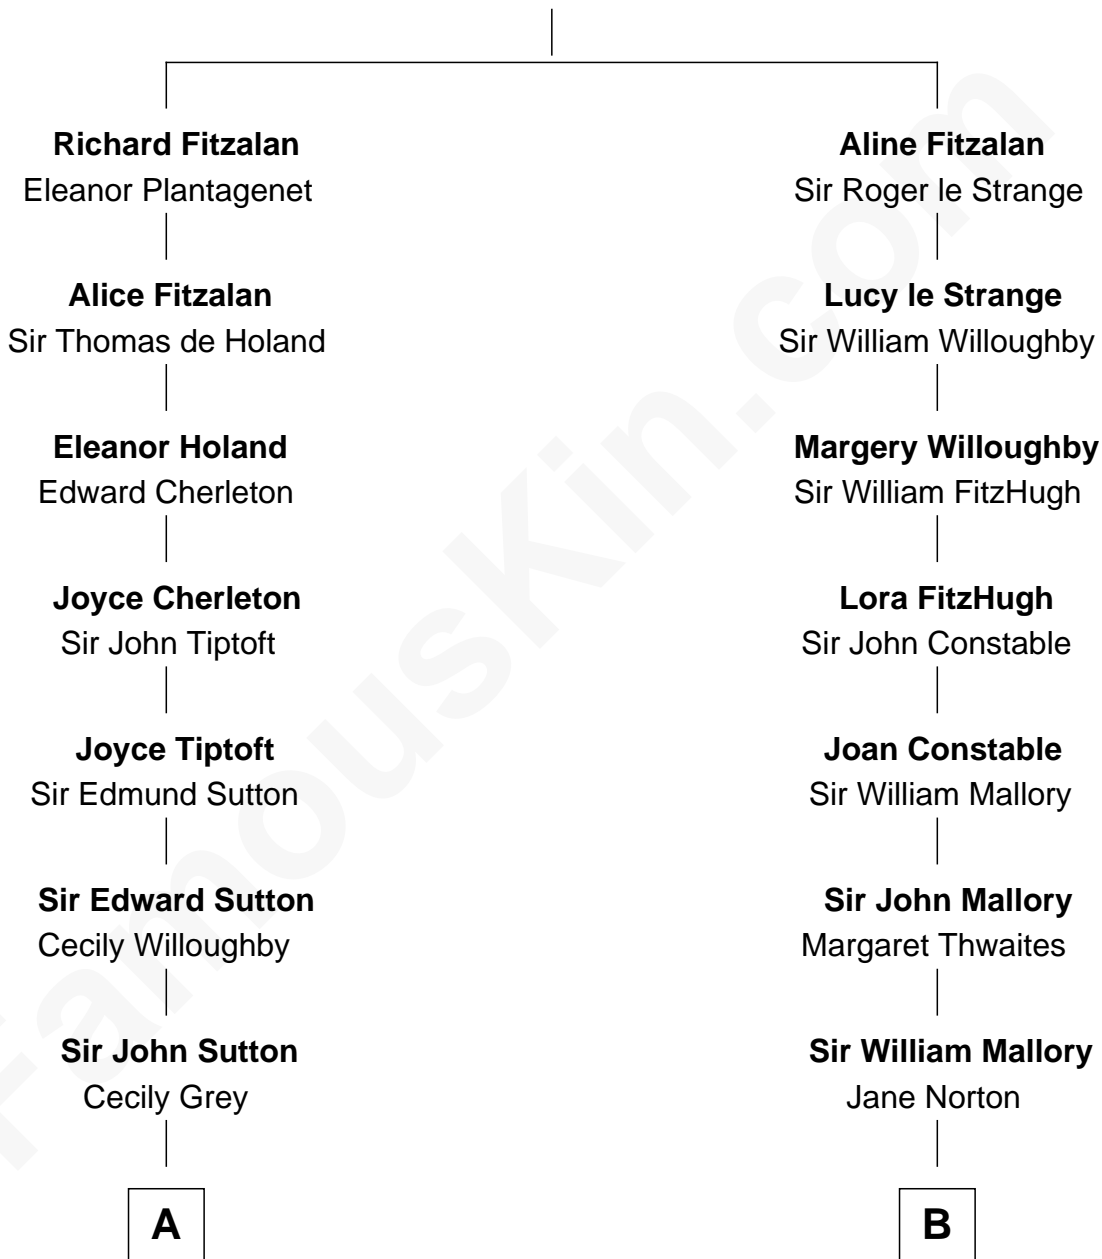 Richard Fitzalan
Eleanor Plantagenet
Alice Fitzalan
Sir Thomas de Holand
Eleanor Holand
Edward Cherleton
Joyce Cherleton
Sir John Tiptoft
Joyce Tiptoft
Sir Edmund Sutton
Sir Edward Sutton
Cecily Willoughby
Sir John Sutton
Cecily Grey
A
Aline Fitzalan
Sir Roger le Strange
Lucy le Strange
Sir William Willoughby
Margery Willoughby
Sir William FitzHugh
Lora FitzHugh
Sir John Constable
Joan Constable
Sir William Mallory
Sir John Mallory
Margaret Thwaites
Sir William Mallory
Jane Norton
B
FamousKin.com